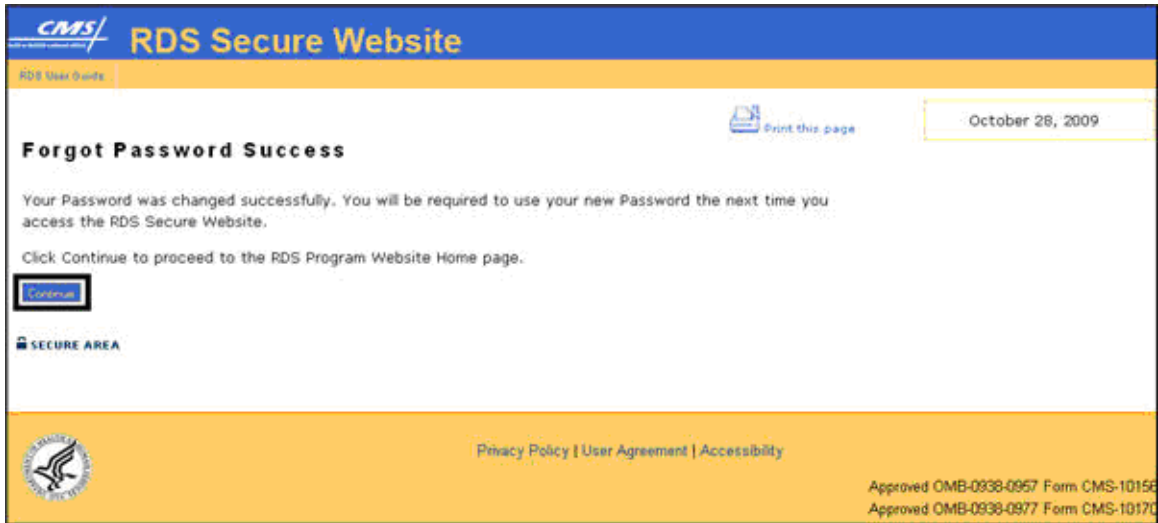 CMS/
RDS Secure Website
RDS User Guide
Print this page
October 28, 2009
Forgot Password Success
Your Password was changed successfully. You will be required to use your new Password the next time you
access the RDS Secure Website.
Click Continue to proceed to the RDS Program Website Home page.
Continue
SECURE AREA
Privacy Policy | User Agreement | Accessibility
Approved OMB-0938-0957 Form CMS-10156
Approved OMB-0938-0977 Form CMS-10170